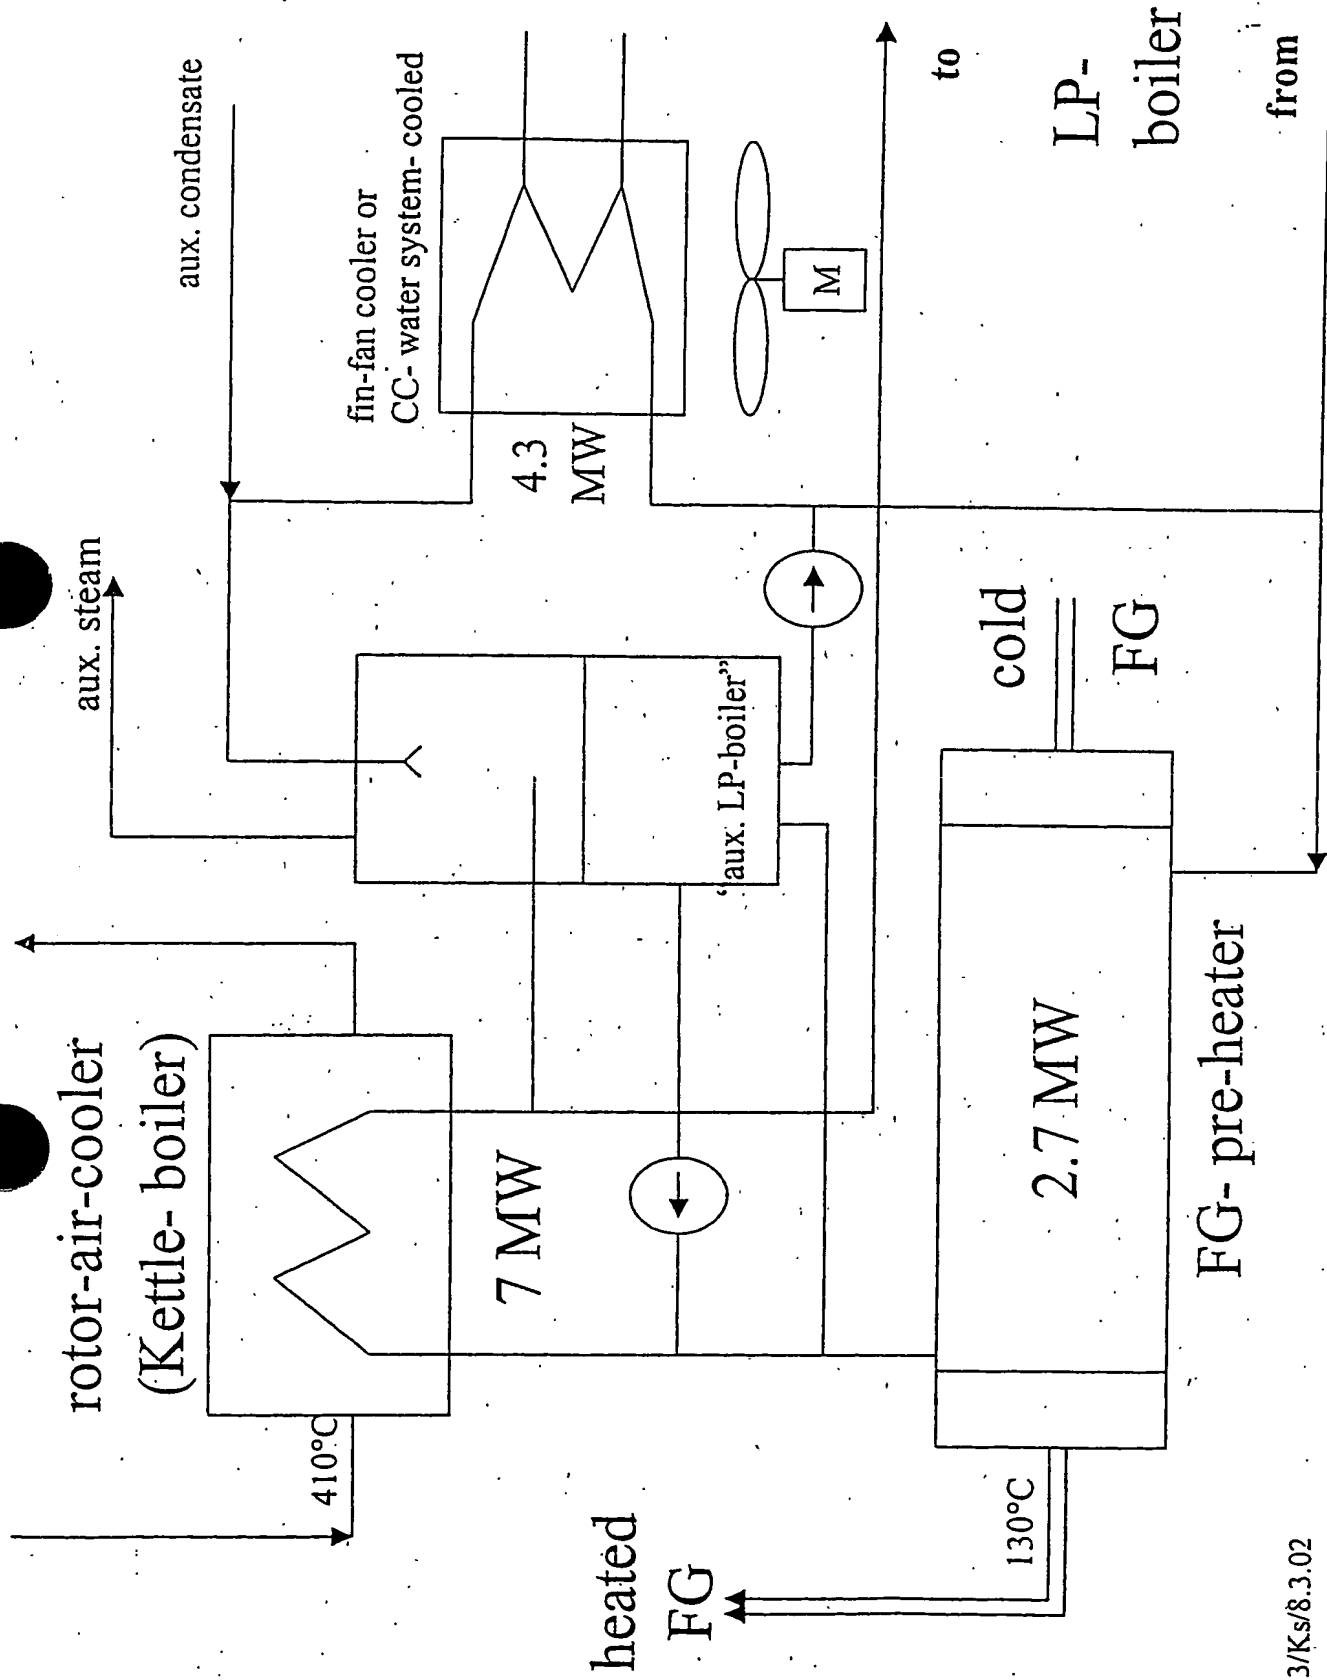 rotor-air-cooler
(Kettle- boiler)
aux. steam
aux. condensate
410°C
7 MW
fin-fan cooler or
CC- water system- cooled
4.3
MW
M
"aux. LP-boiler"
heated
FG
130°C
2.7 MW
FG- pre-heater
cold
FG
to
LP-
boiler
from
3/Ks/8.3.02